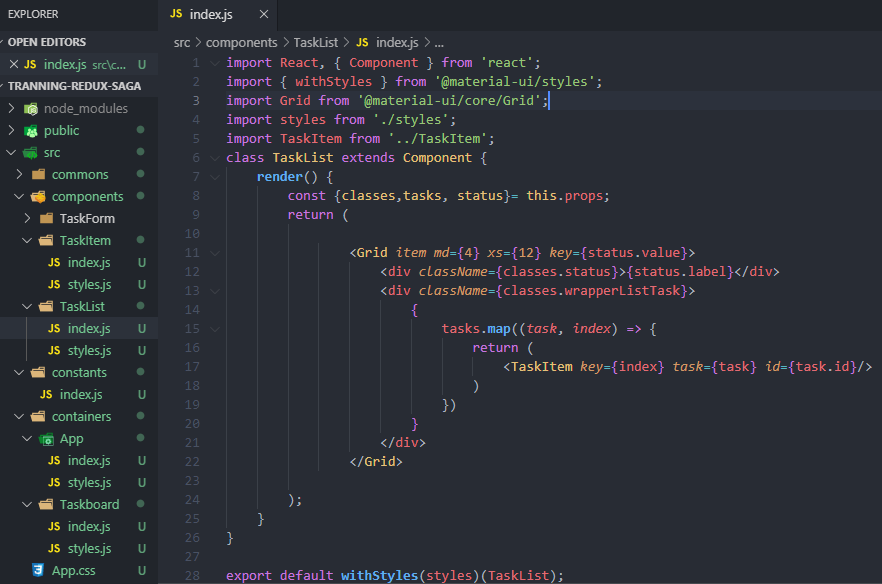 EXPLORER
OPEN EDITORS
JS index.js src\c... U
TRANNING-REDUX-SAGA
node_modules
public
src
commons
components
TaskForm
TaskItem
JS index.js U
JS styles.js U
TaskList
JS index.js U
JS styles.js U
constants
JS index.js U
containers
App
JS index.js U
JS styles.js U
Taskboard
JS index.js U
JS styles.js U
App.css U
JS index.js
src > components > TaskList > JS index.js > ...
1 import React, { Component } from 'react';
2 import { withStyles } from '@material-ui/styles';
3 import Grid from '@material-ui/core/Grid';
4 import styles from './styles';
5 import TaskItem from '../TaskItem';
6 class TaskList extends Component {
7 render() {
8 const {classes,tasks, status}= this.props;
9 return (
10
11 <Grid item md={4} xs={12} key={status.value}>
12 <div className={classes.status}>{status.label}</div>
13 <div className={classes.wrapperListTask}>
14 {
15 tasks.map((task, index) => {
16 return (
17 <TaskItem key={index} task={task} id={task.id}/>
18 )
19 })
20 }
21 </div>
22 </Grid>
23
24 );
25 }
26 }
27
28 export default withStyles(styles)(TaskList);